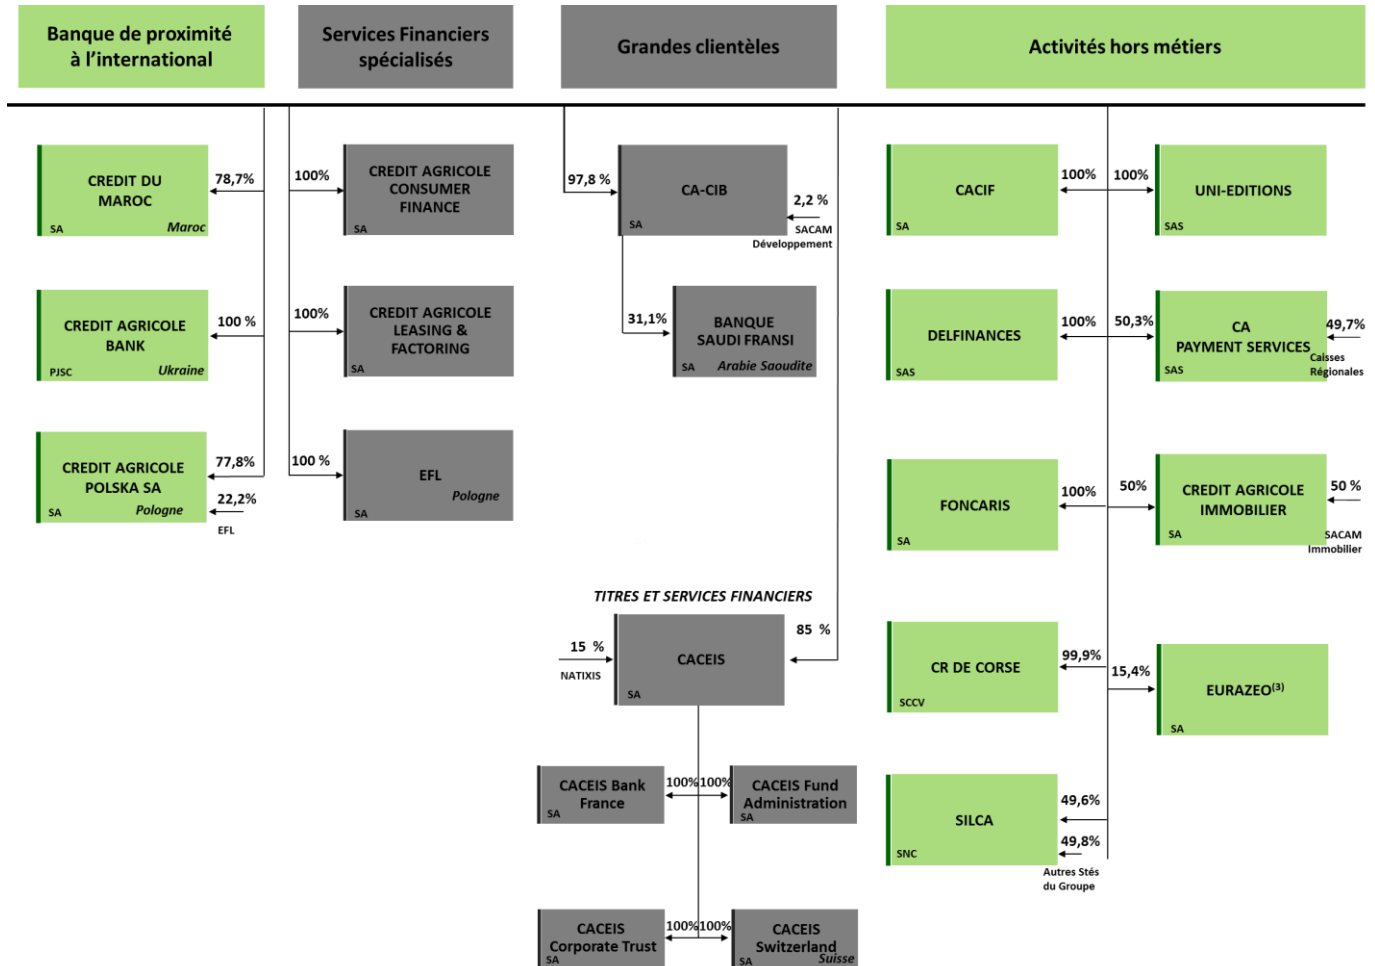 Banque de proximité
à l’international
Services Financiers
spécialisés
Grandes clientèles
Activités hors métiers
CREDIT DU
MAROC
SA
Maroc
78,7%
CREDIT AGRICOLE
BANK
PJSC
Ukraine
100 %
CREDIT AGRICOLE
POLSKA SA
SA
Pologne
77,8%
22,2%
EFL
100%
CREDIT AGRICOLE
CONSUMER
FINANCE
SA
100%
CREDIT AGRICOLE
LEASING &
FACTORING
SA
100 %
EFL
Pologne
SA
97,8 %
CA-CIB
SA
2,2 %
SACAM
Développement
31,1%
BANQUE
SAUDI FRANSI
SA
Arabie Saoudite
TITRES ET SERVICES FINANCIERS
15 %
NATIXIS
CACEIS
SA
85 %
CACEIS Bank
France
SA
100%
100%
CACEIS Fund
Administration
SA
CACEIS
Corporate Trust
SA
100%
100%
CACEIS
Switzerland
SA
Suisse
CACIF
SA
100%
100%
UNI-EDITIONS
SAS
DELFINANCES
SAS
100%
50,3%
CA
PAYMENT SERVICES
SAS
49,7%
Caisses
Régionales
FONCARIS
SA
100%
50%
CREDIT AGRICOLE
IMMOBILIER
SA
50 %
SACAM
Immobilier
CR DE CORSE
SCCV
99,9%
15,4%
EURAZEO(3)
SA
SILCA
SNC
49,6%
49,8%
Autres Stés
du Groupe